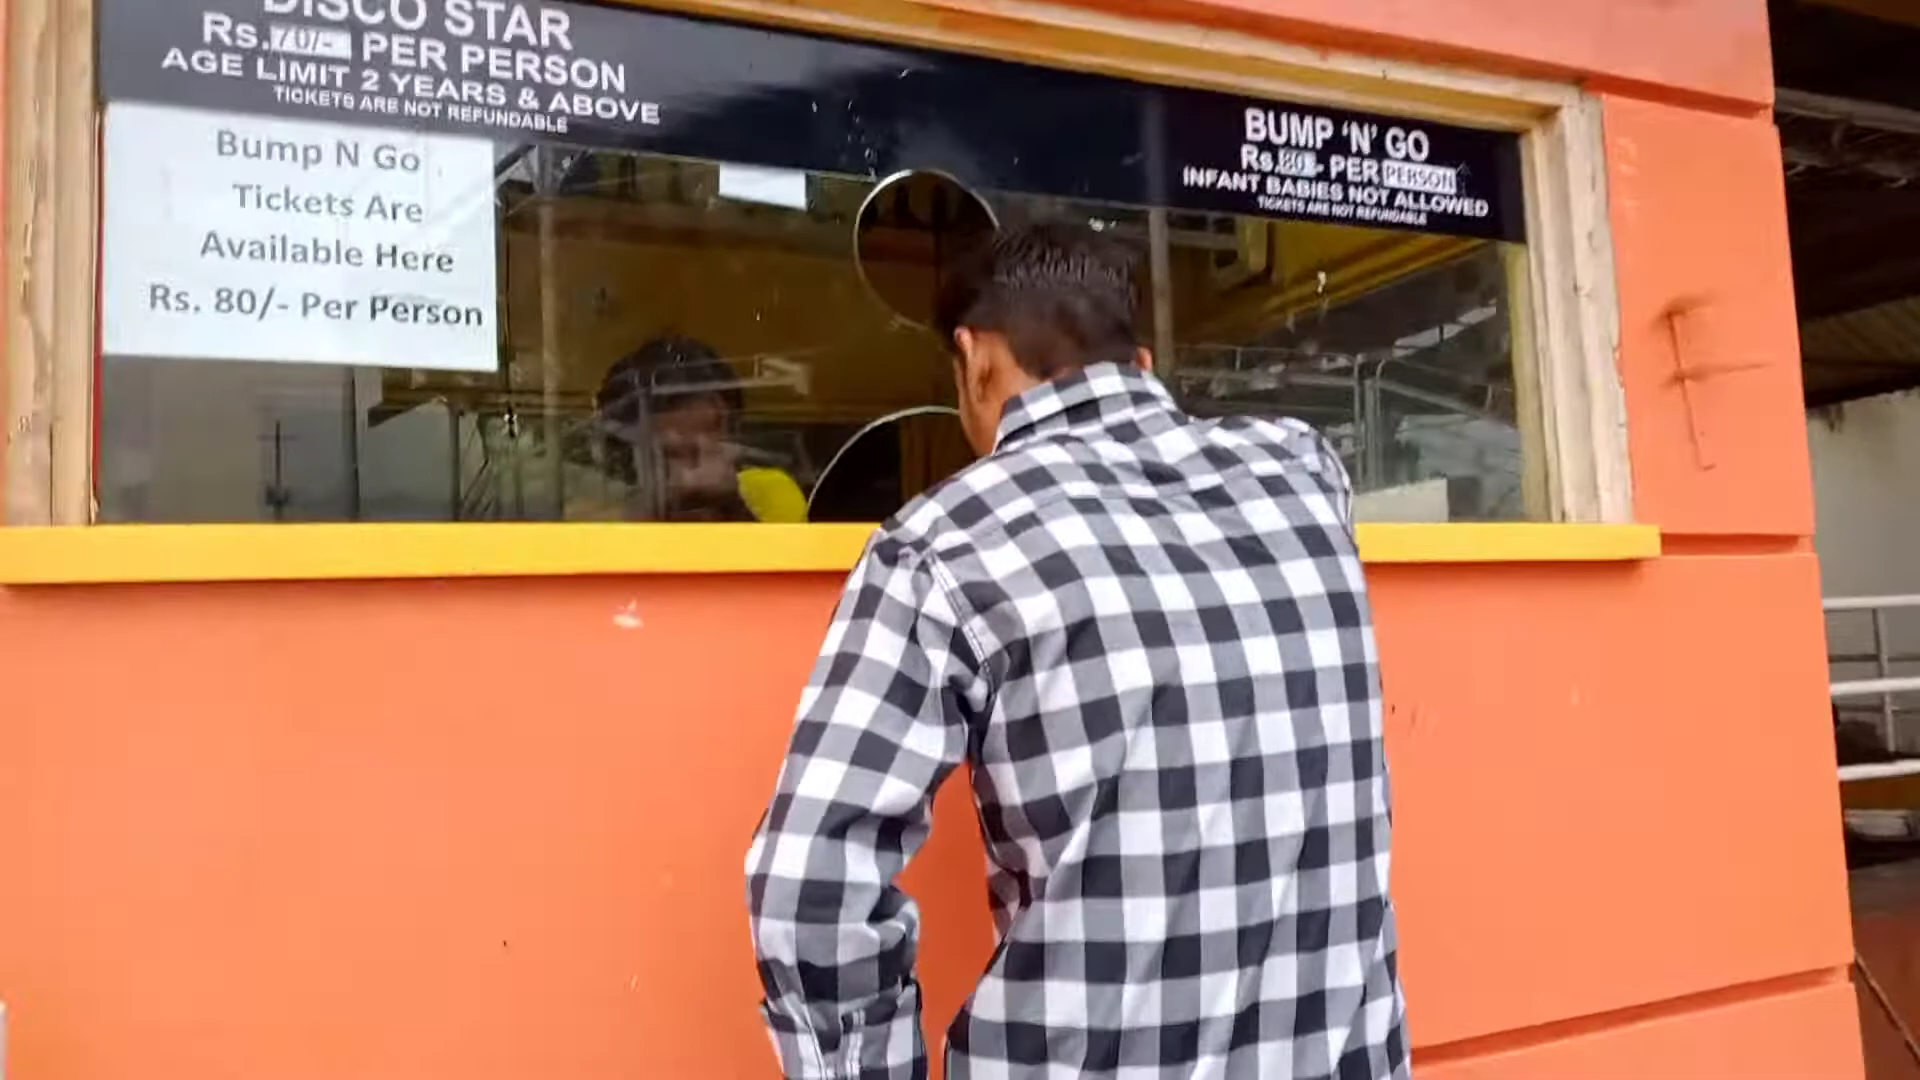 DISCO STAR
Rs.70/- PER PERSON
AGE LIMIT 2 YEARS & ABOVE
TICKETS ARE NOT REFUNDABLE
Bump N Go
Tickets Are
Available Here
Rs. 80/- Per Person
BUMP 'N' GO
Rs.80/- PER PERSON
INFANT BABIES NOT ALLOWED
TICKETS ARE NOT REFUNDABLE